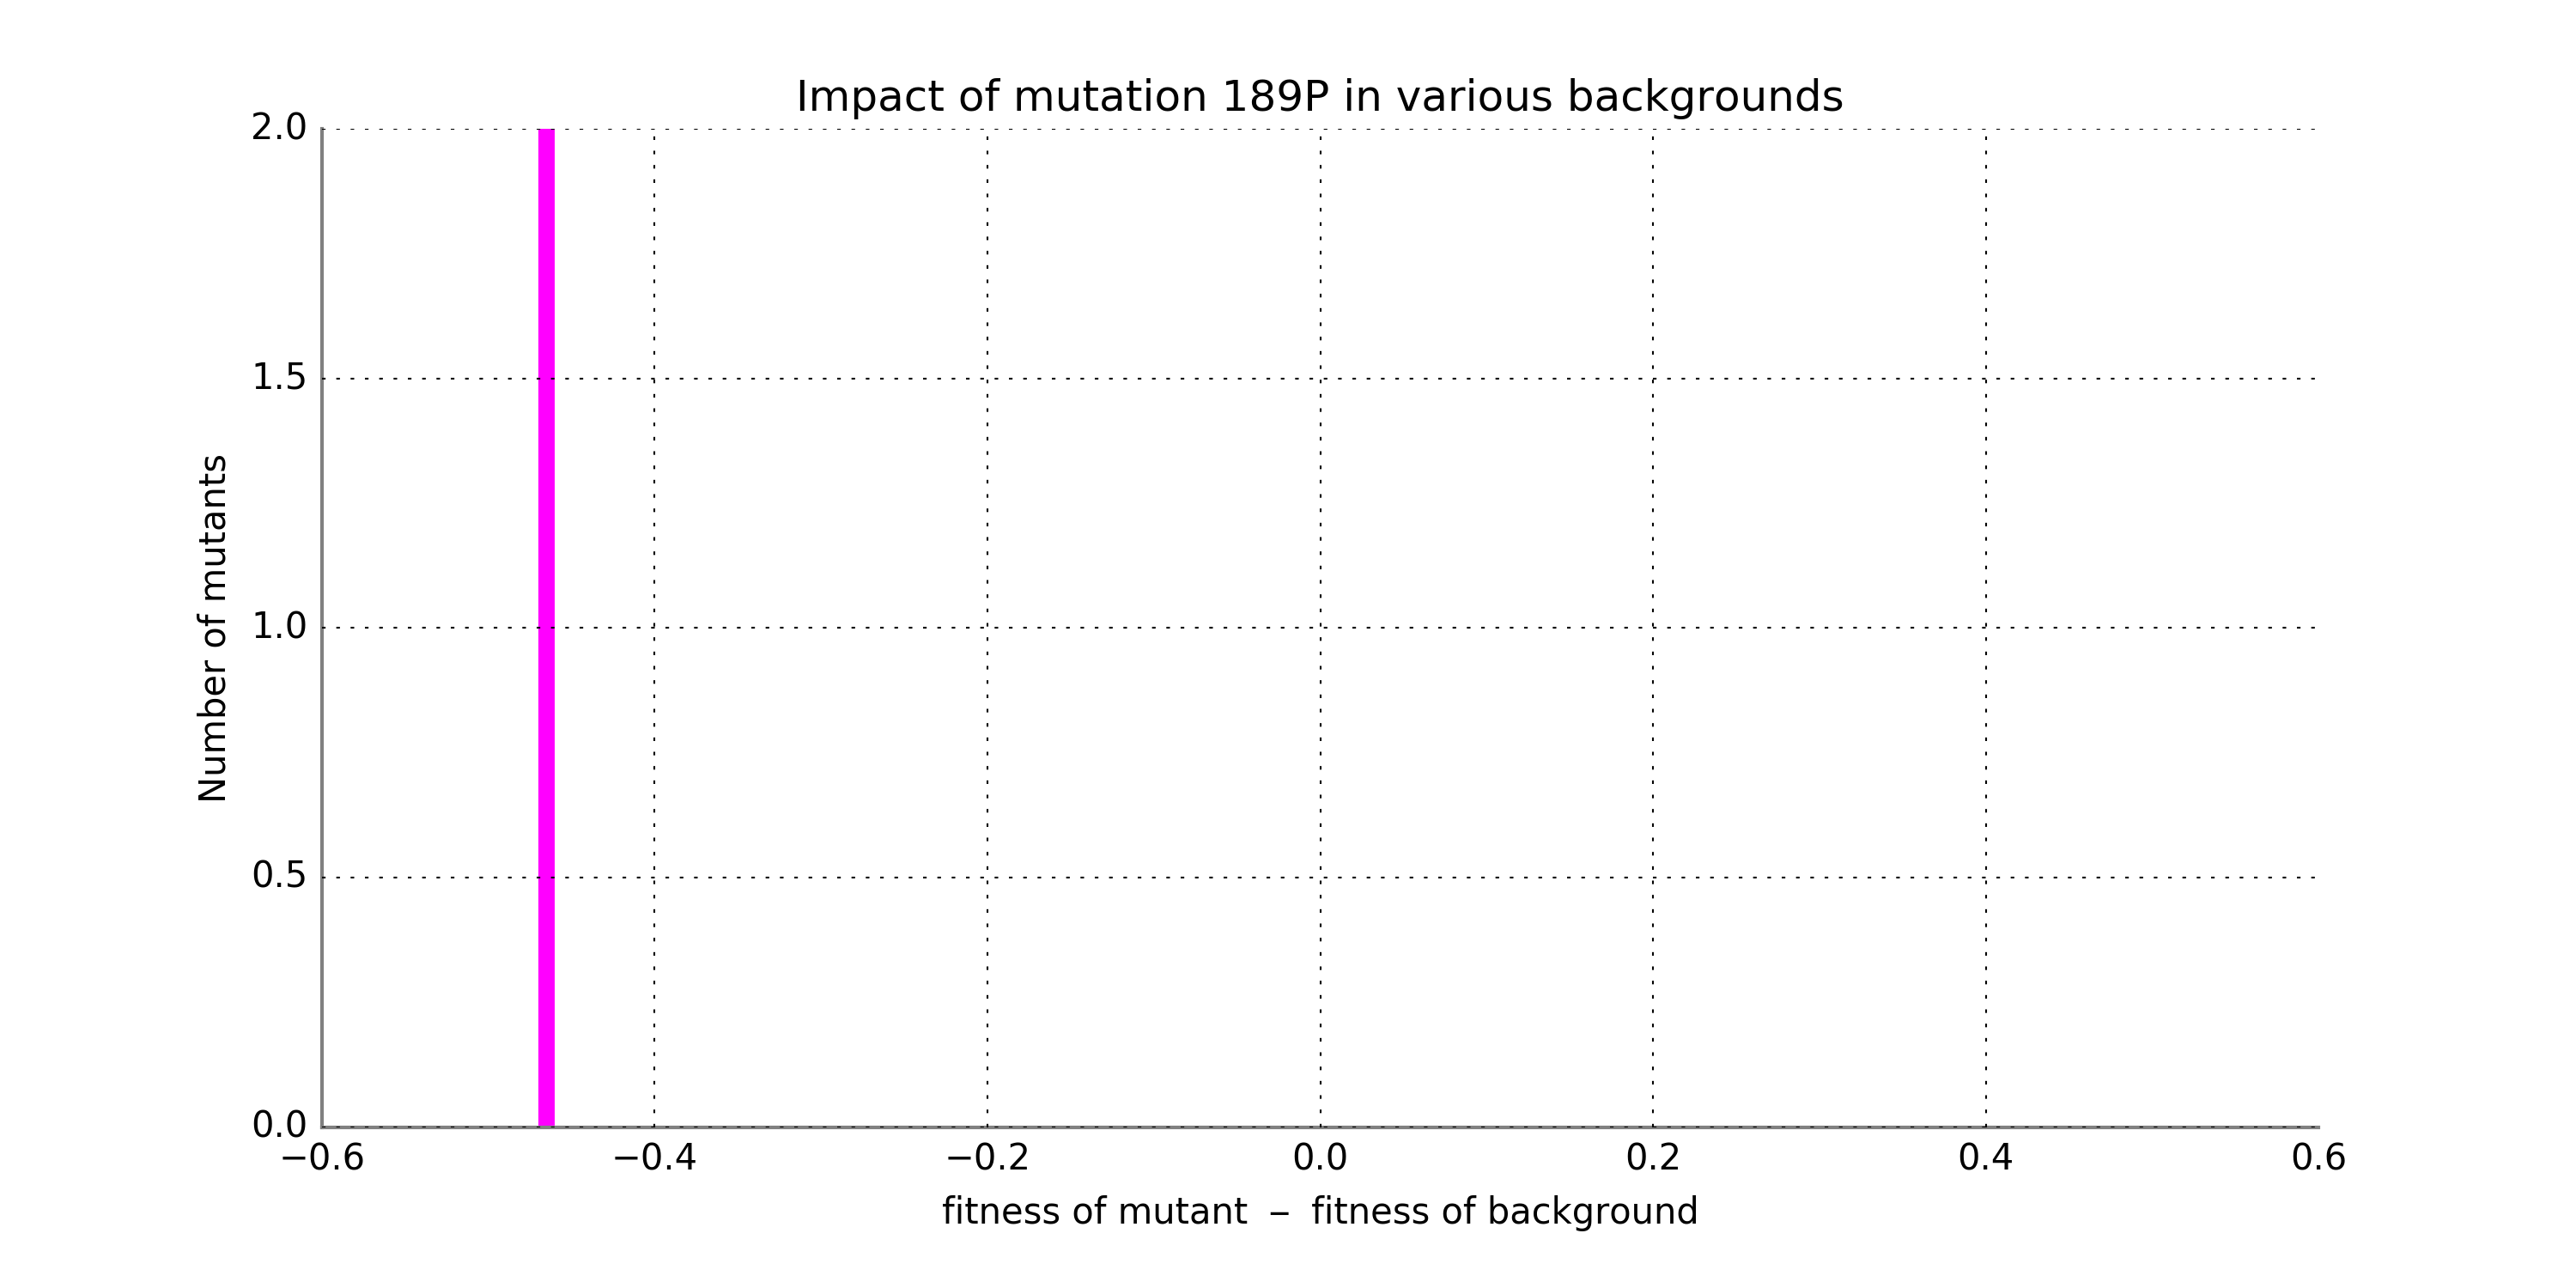 Impact of mutation 189P in various backgrounds
2.0
1.5
1.0
0.5
0.0
Number of mutants
−0.6 −0.4 −0.2 0.0 0.2 0.4 0.6
fitness of mutant − fitness of background